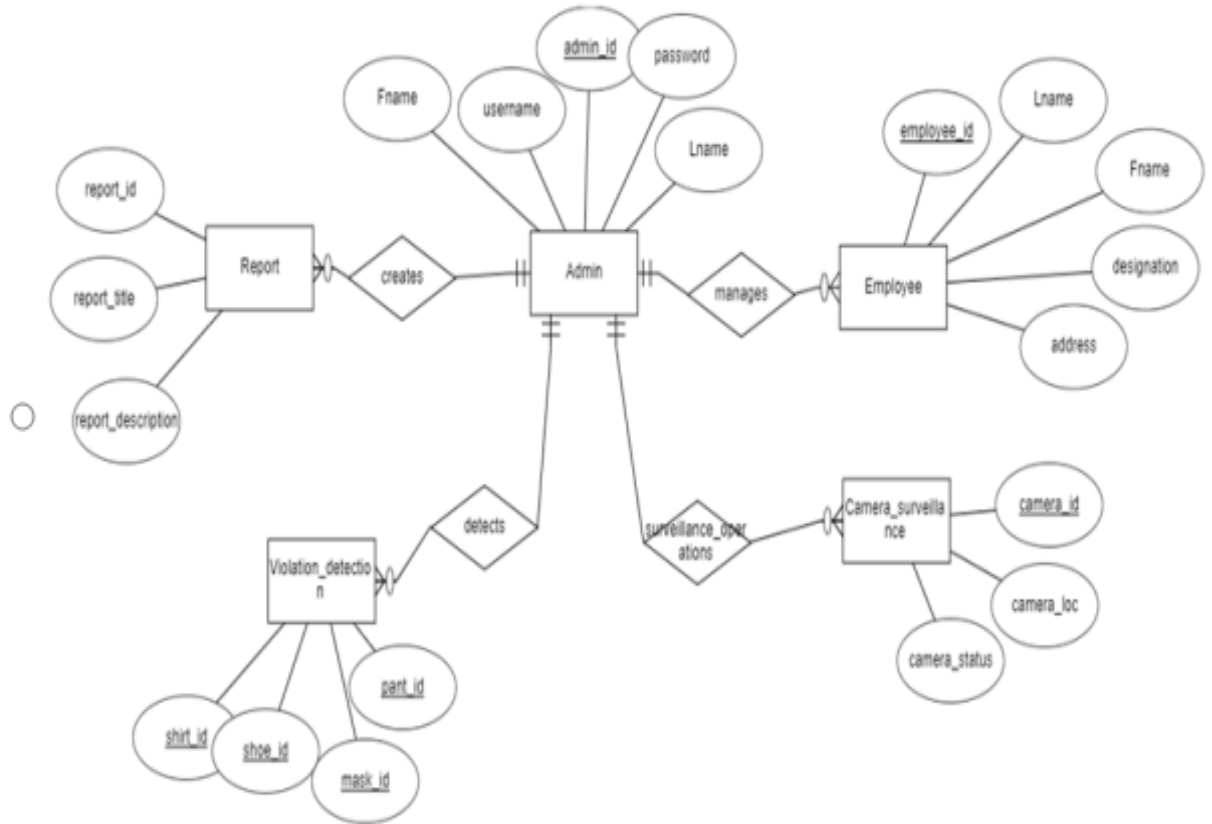 admin_id
password
Fname
username
Lname
Lname
employee_id
Fname
report_id
Report
creates
Admin
manages
Employee
designation
report_title
address
report_description
Camera_surveilla
nce
camera_id
detects
surveillance_oper
ations
Violation_detectio
n
camera_loc
camera_status
pant_id
shirt_id
shoe_id
mask_id